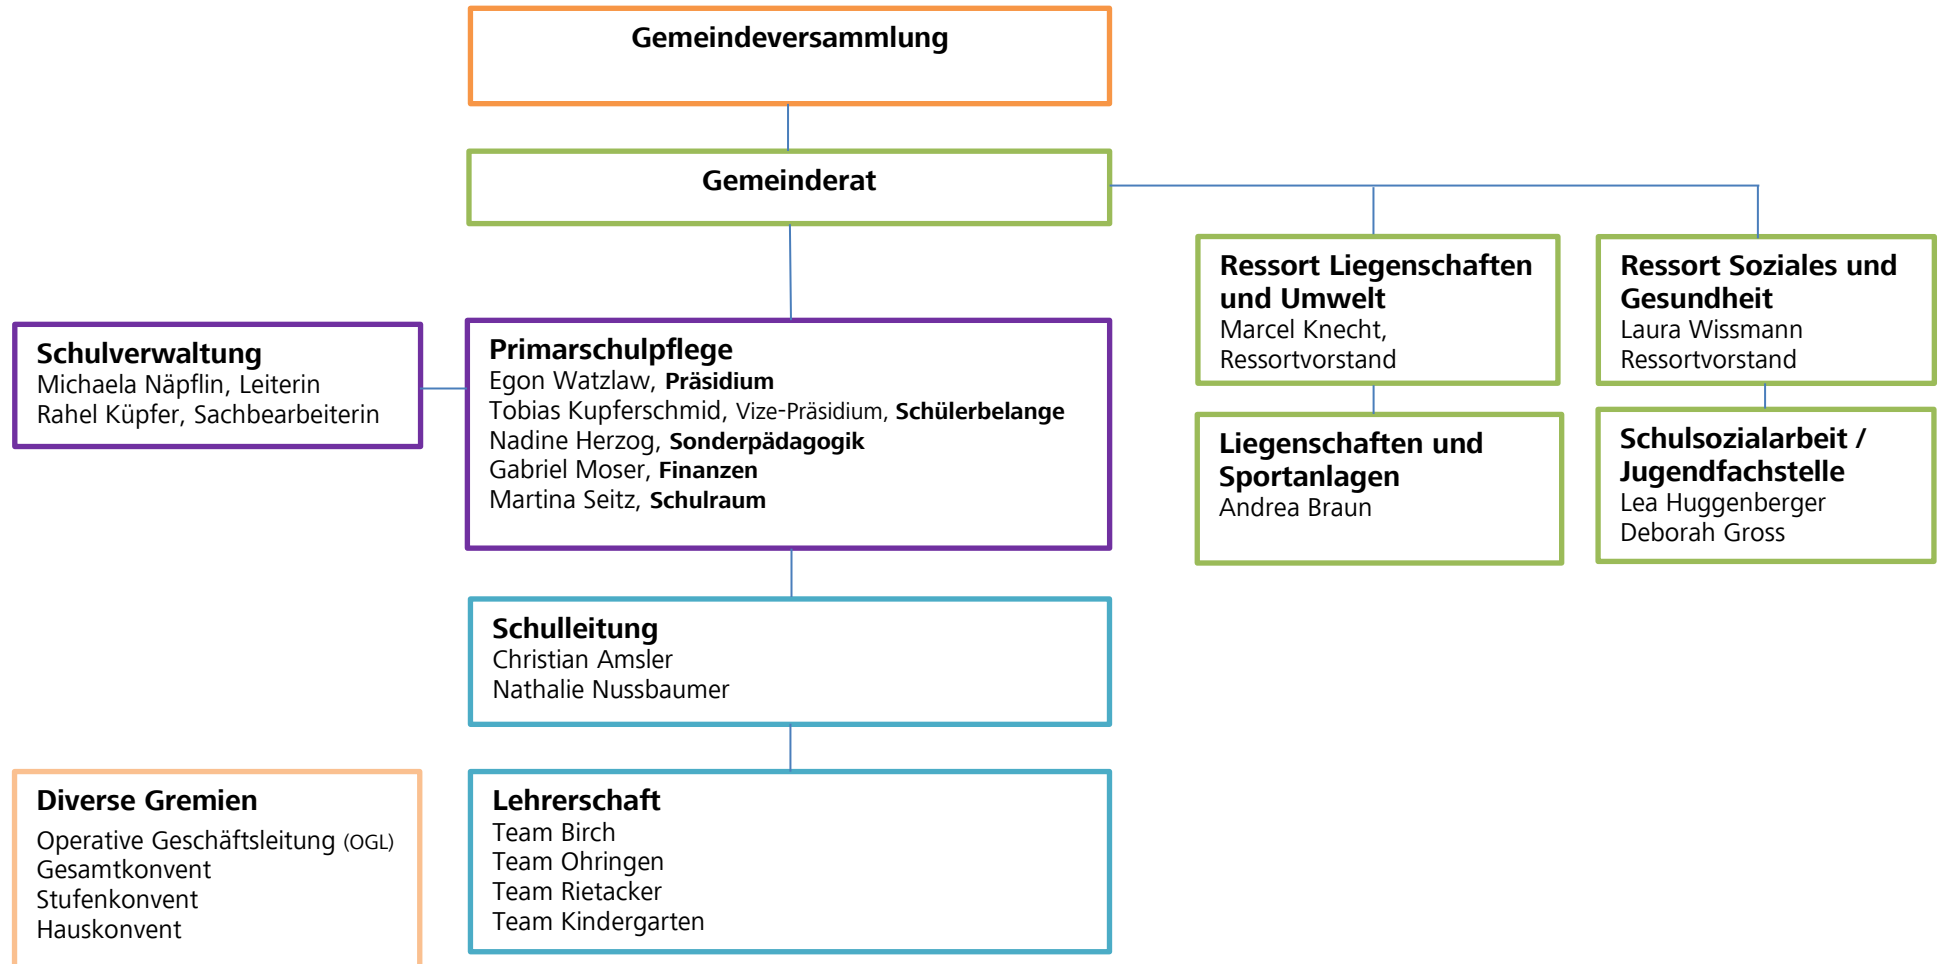 Gemeindeversammlung
Gemeinderat
Ressort Liegenschaften
und Umwelt
Marcel Knecht,
Ressortvorstand
Ressort Soziales und
Gesundheit
Laura Wissmann
Ressortvorstand
Schulverwaltung
Michaela Näpflin, Leiterin
Rahel Küpfer, Sachbearbeiterin
Primarschulpflege
Egon Watzlaw, Präsidium
Tobias Kupferschmid, Vize-Präsidium, Schülerbelange
Nadine Herzog, Sonderpädagogik
Gabriel Moser, Finanzen
Martina Seitz, Schulraum
Liegenschaften und
Sportanlagen
Andrea Braun
Schulsozialarbeit /
Jugendfachstelle
Lea Huggenberger
Deborah Gross
Schulleitung
Christian Amsler
Nathalie Nussbaumer
Diverse Gremien
Operative Geschäftsleitung (OGL)
Gesamtkonvent
Stufenkonvent
Hauskonvent
Lehrerschaft
Team Birch
Team Ohringen
Team Rietacker
Team Kindergarten